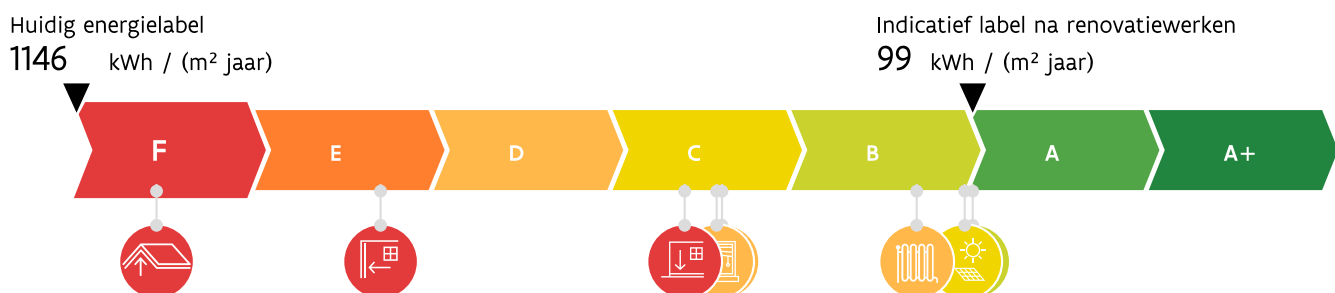 Huidig energielabel
1146 kWh / (m² jaar)
Indicatief label na renovatiewerken
99 kWh / (m² jaar)
F E D C B A A+